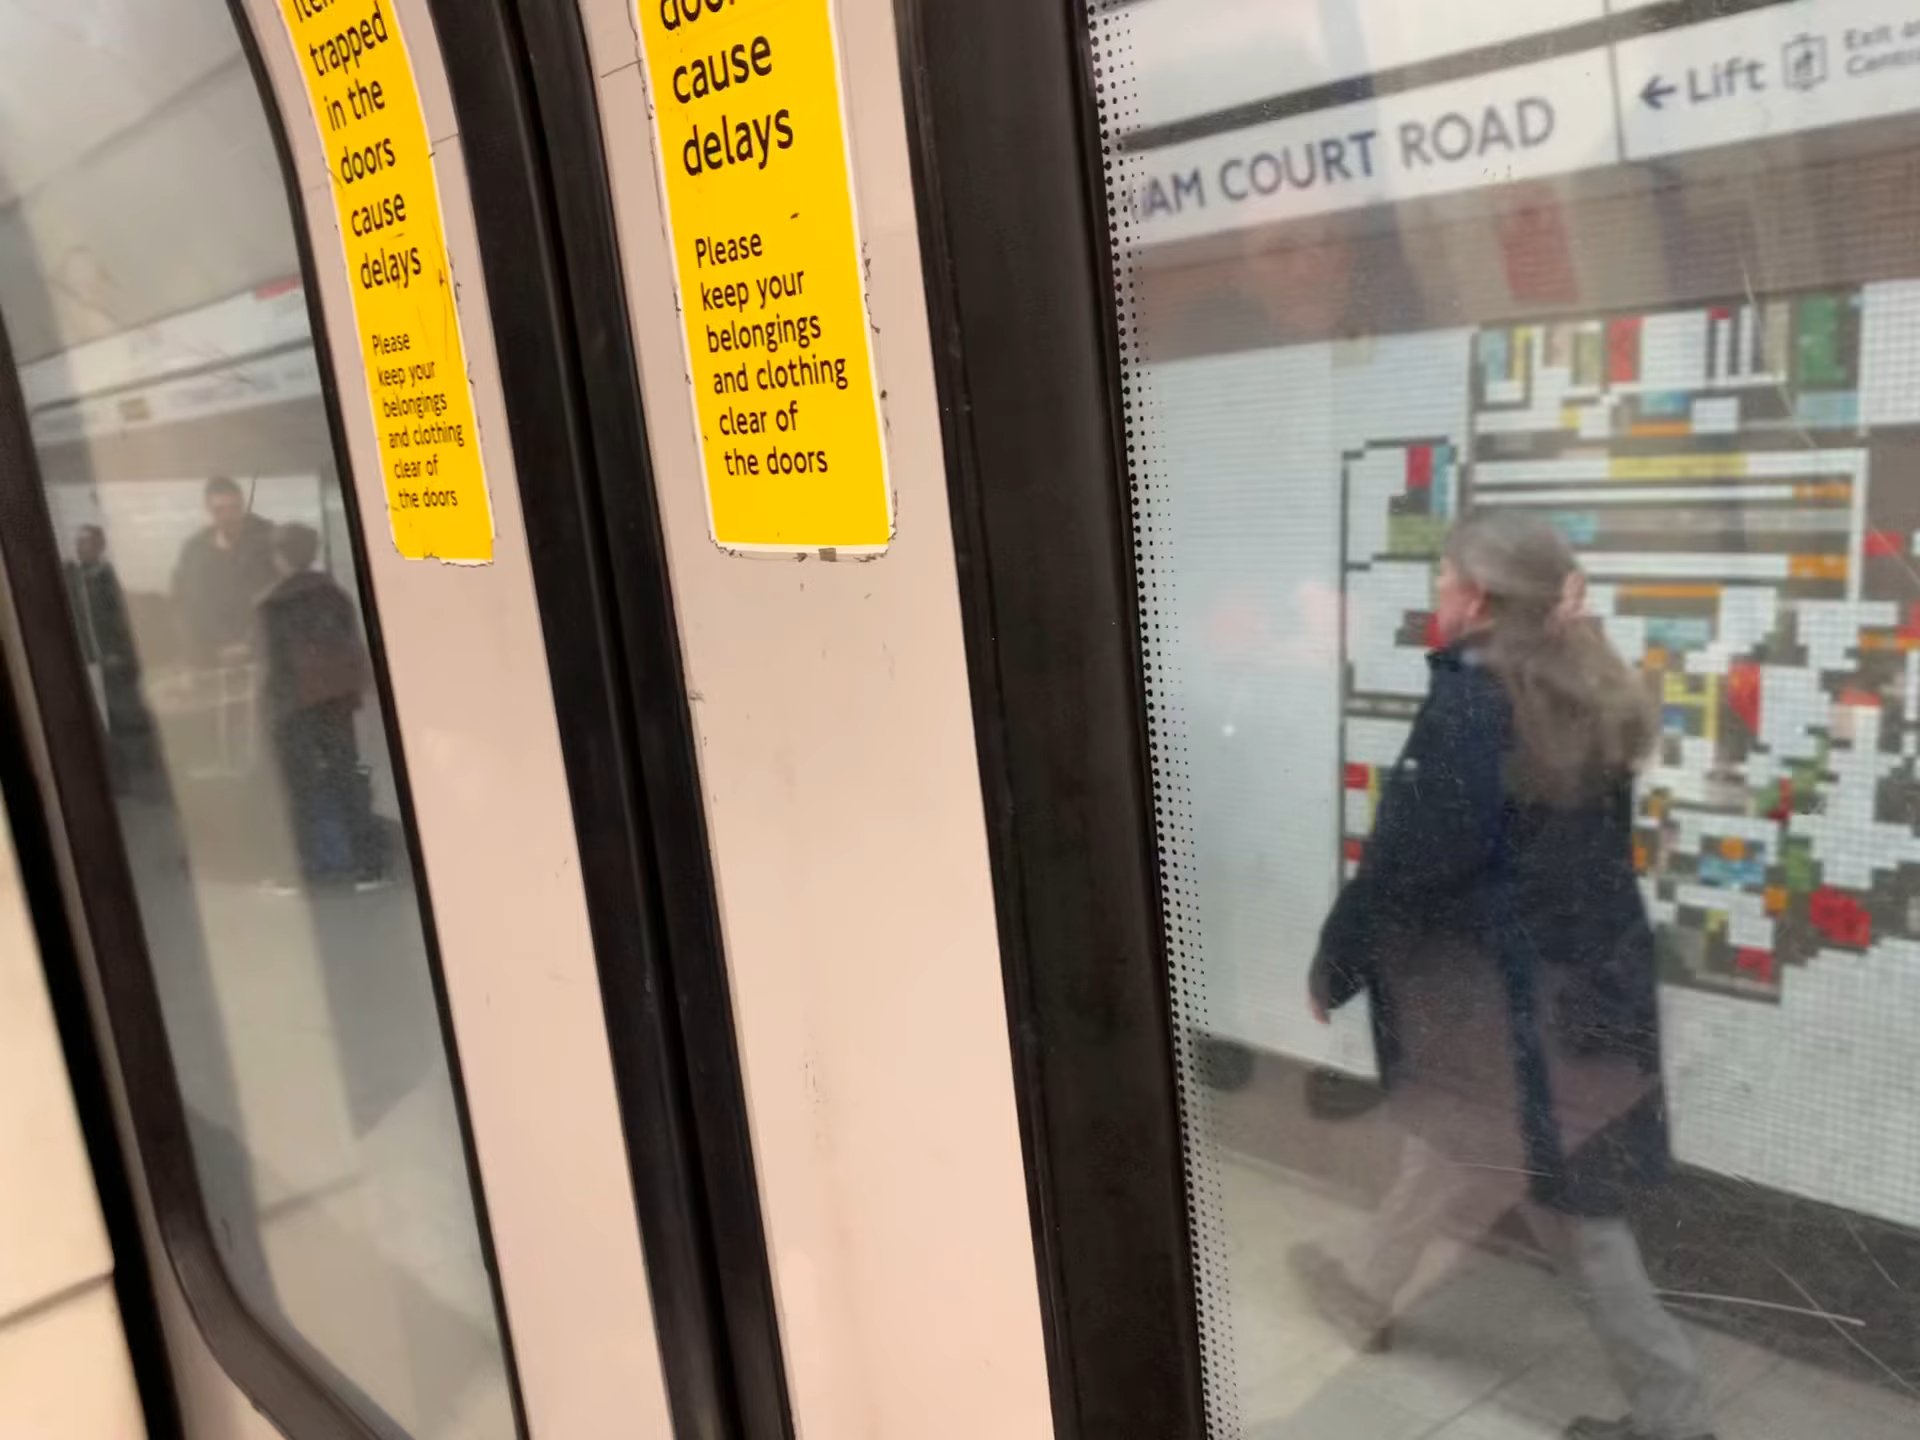 trapped
in the
doors
cause
delays
Please
keep your
belongings
and clothing
clear of
the doors
cause
delays
Please
keep your
belongings
and clothing
clear of
the doors
AM COURT ROAD
← Lift
Exit